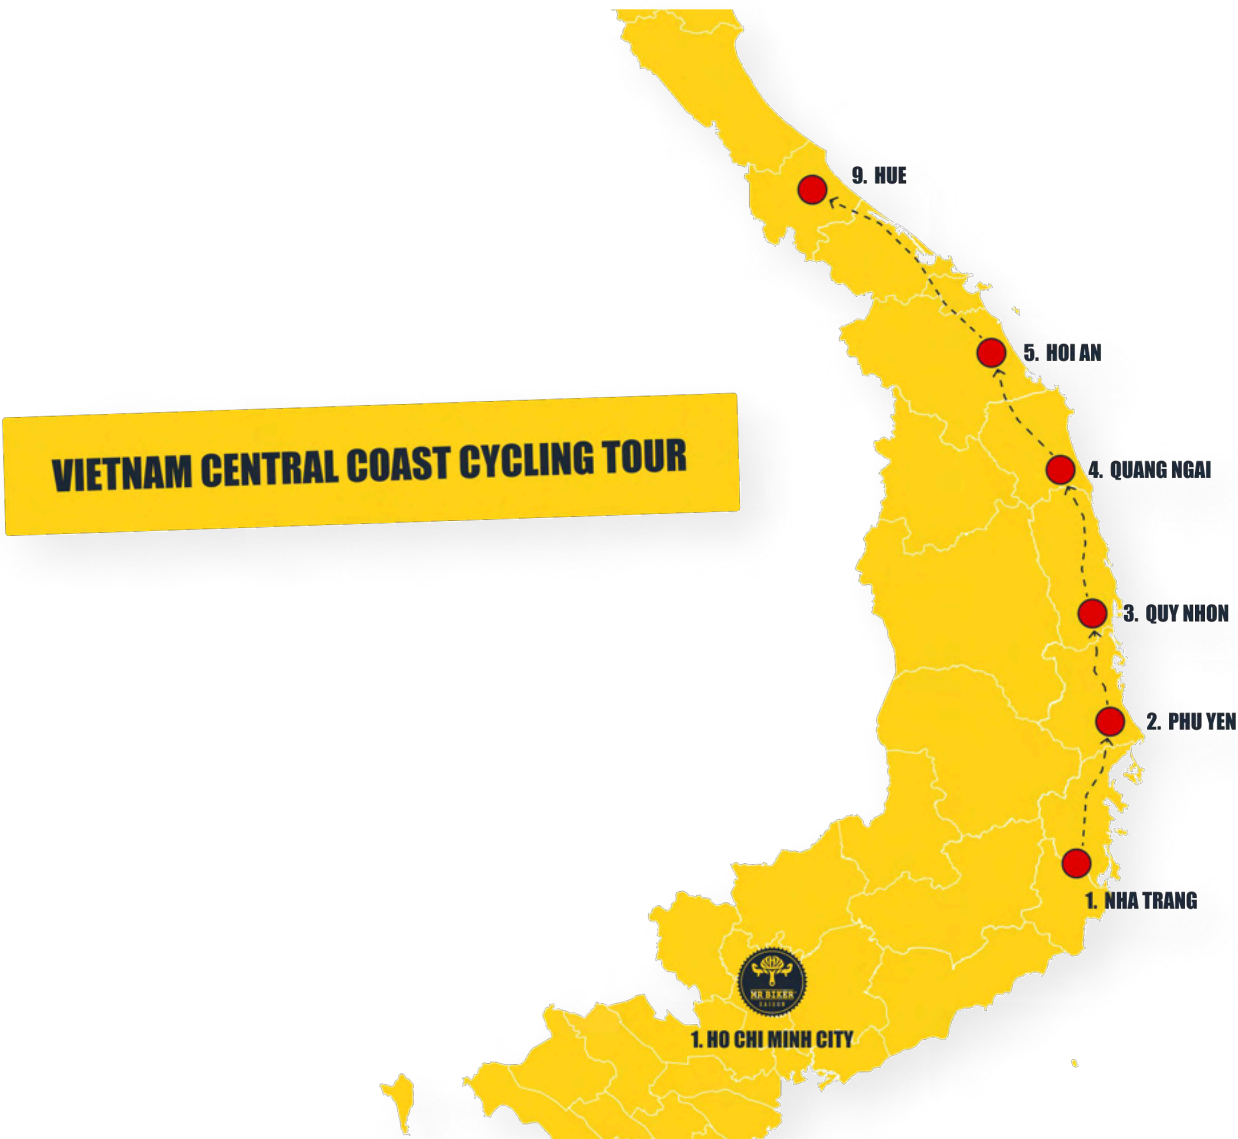 9. HUE
5. HOI AN
VIETNAM CENTRAL COAST CYCLING TOUR
4. QUANG NGAI
3. QUY NHON
2. PHU YEN
1. NHA TRANG
MR BIKER
SAIGON
1. HO CHI MINH CITY